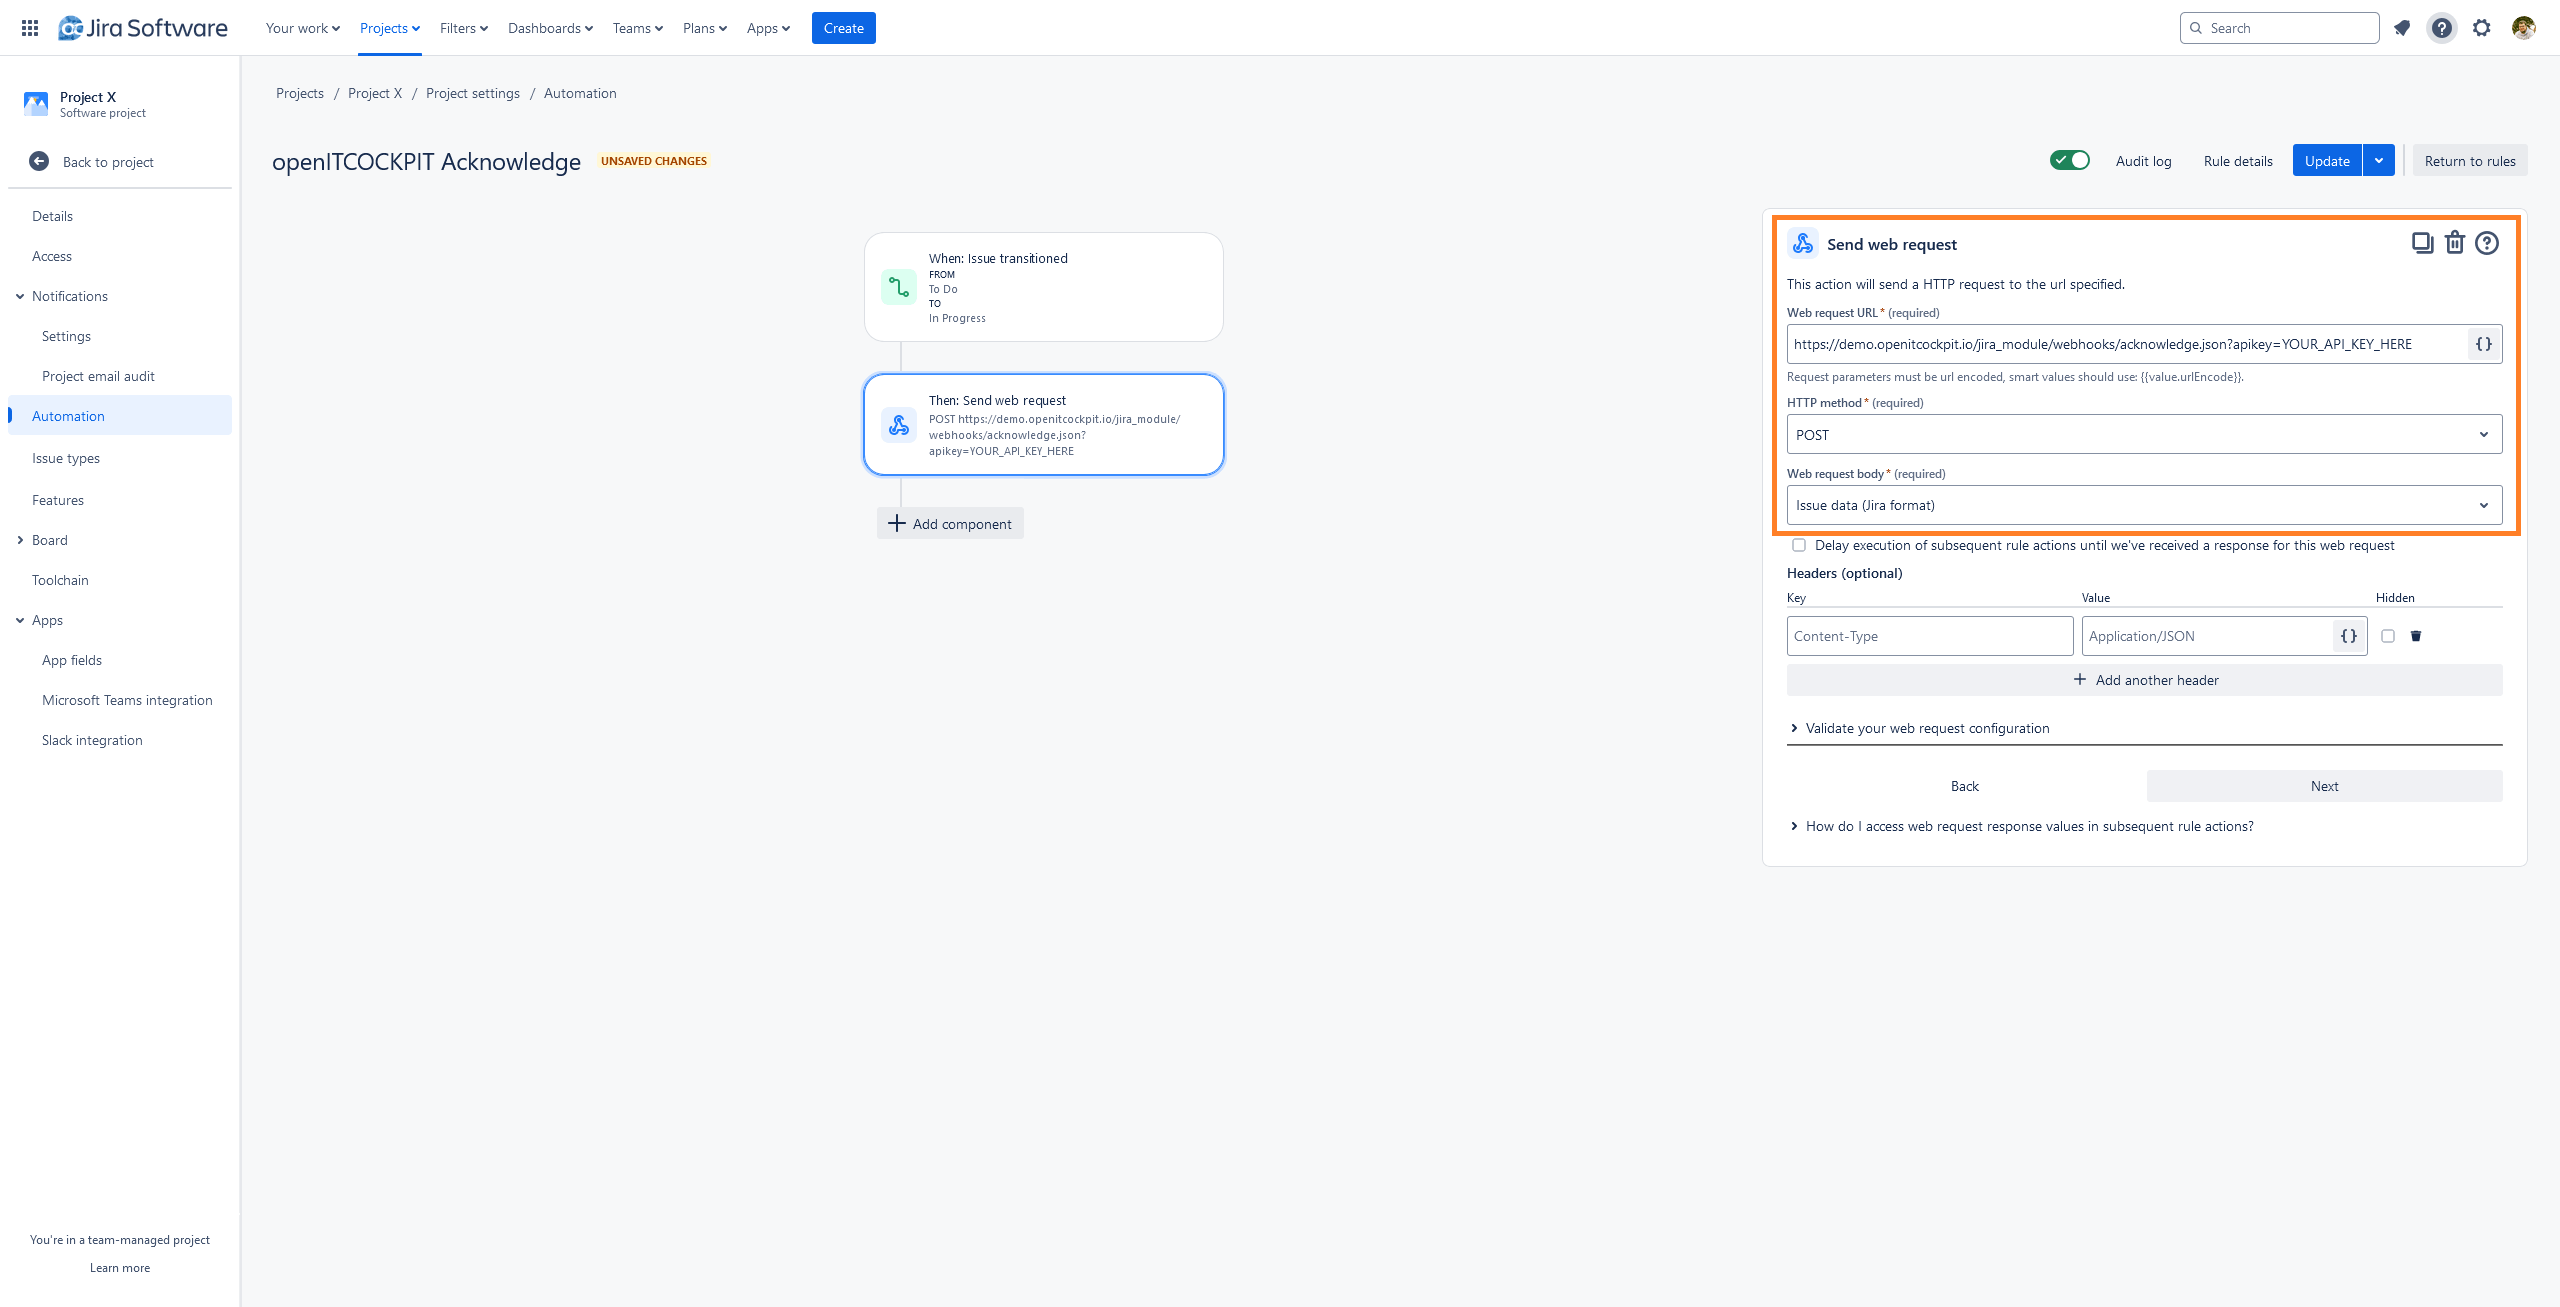 Jira Software
Your work
Projects
Filters
Dashboards
Teams
Plans
Apps
Create
Search
Project X
Software project
Back to project
Details
Access
Notifications
Settings
Project email audit
Automation
Issue types
Features
Board
Toolchain
Apps
App fields
Microsoft Teams integration
Slack integration
You're in a team-managed project
Learn more
Projects / Project X / Project settings / Automation
openITCOCKPIT Acknowledge UNSAVED CHANGES
Audit log
Rule details
Update
Return to rules
When: Issue transitioned
FROM
To Do
TO
In Progress
Then: Send web request
POST https://demo.openitcockpit.io/jira_module/
webhooks/acknowledge.json?
apikey=YOUR_API_KEY_HERE
Add component
Send web request
This action will send a HTTP request to the url specified.
Web request URL* (required)
https://demo.openitcockpit.io/jira_module/webhooks/acknowledge.json?apikey=YOUR_API_KEY_HERE {}
Request parameters must be url encoded, smart values should use: {{value.urlEncode}}.
HTTP method* (required)
POST
Web request body* (required)
Issue data (Jira format)
Delay execution of subsequent rule actions until we've received a response for this web request
Headers (optional)
Key Value Hidden
Content-Type Application/JSON {}
Add another header
Validate your web request configuration
Back Next
How do I access web request response values in subsequent rule actions?